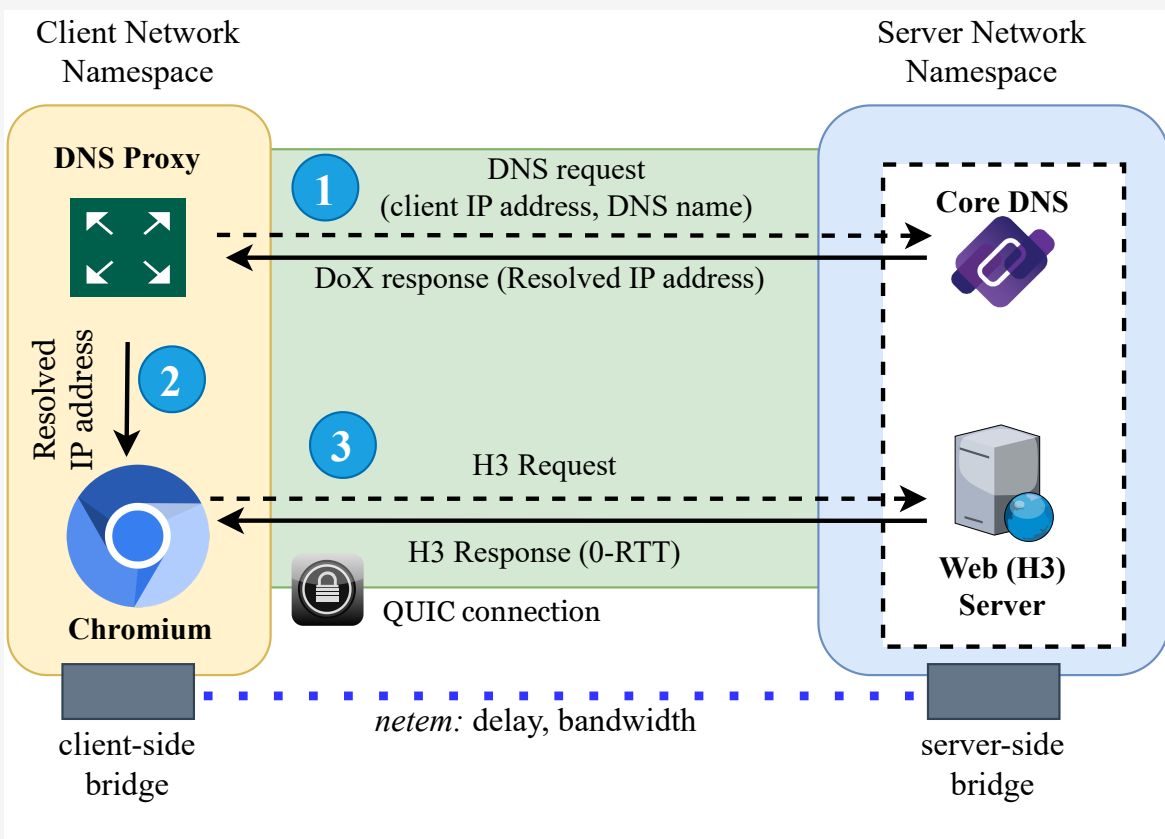 Client Network
Namespace
Server Network
Namespace
DNS Proxy
1
DNS request
(client IP address, DNS name)
Core DNS
DoX response (Resolved IP address)
Resolved
IP address
2
3
H3 Request
H3 Response (0-RTT)
Web (H3)
Server
QUIC connection
Chromium
netem: delay, bandwidth
client-side
bridge
server-side
bridge